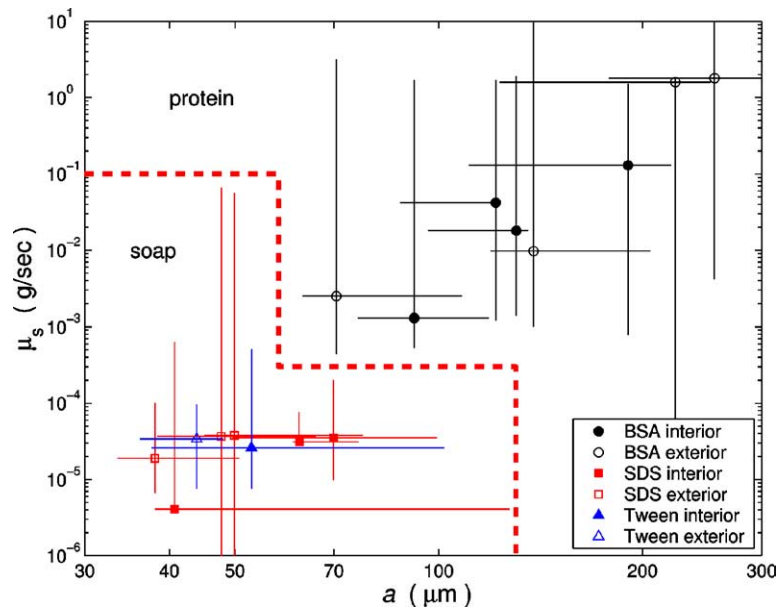 10¹
10⁰
10⁻¹
10⁻²
10⁻³
10⁻⁴
10⁻⁵
10⁻⁶
μₛ ( g/sec )
protein
soap
BSA interior
BSA exterior
SDS interior
SDS exterior
Tween interior
Tween exterior
30 40 50 70 100 200 300
a ( μm )